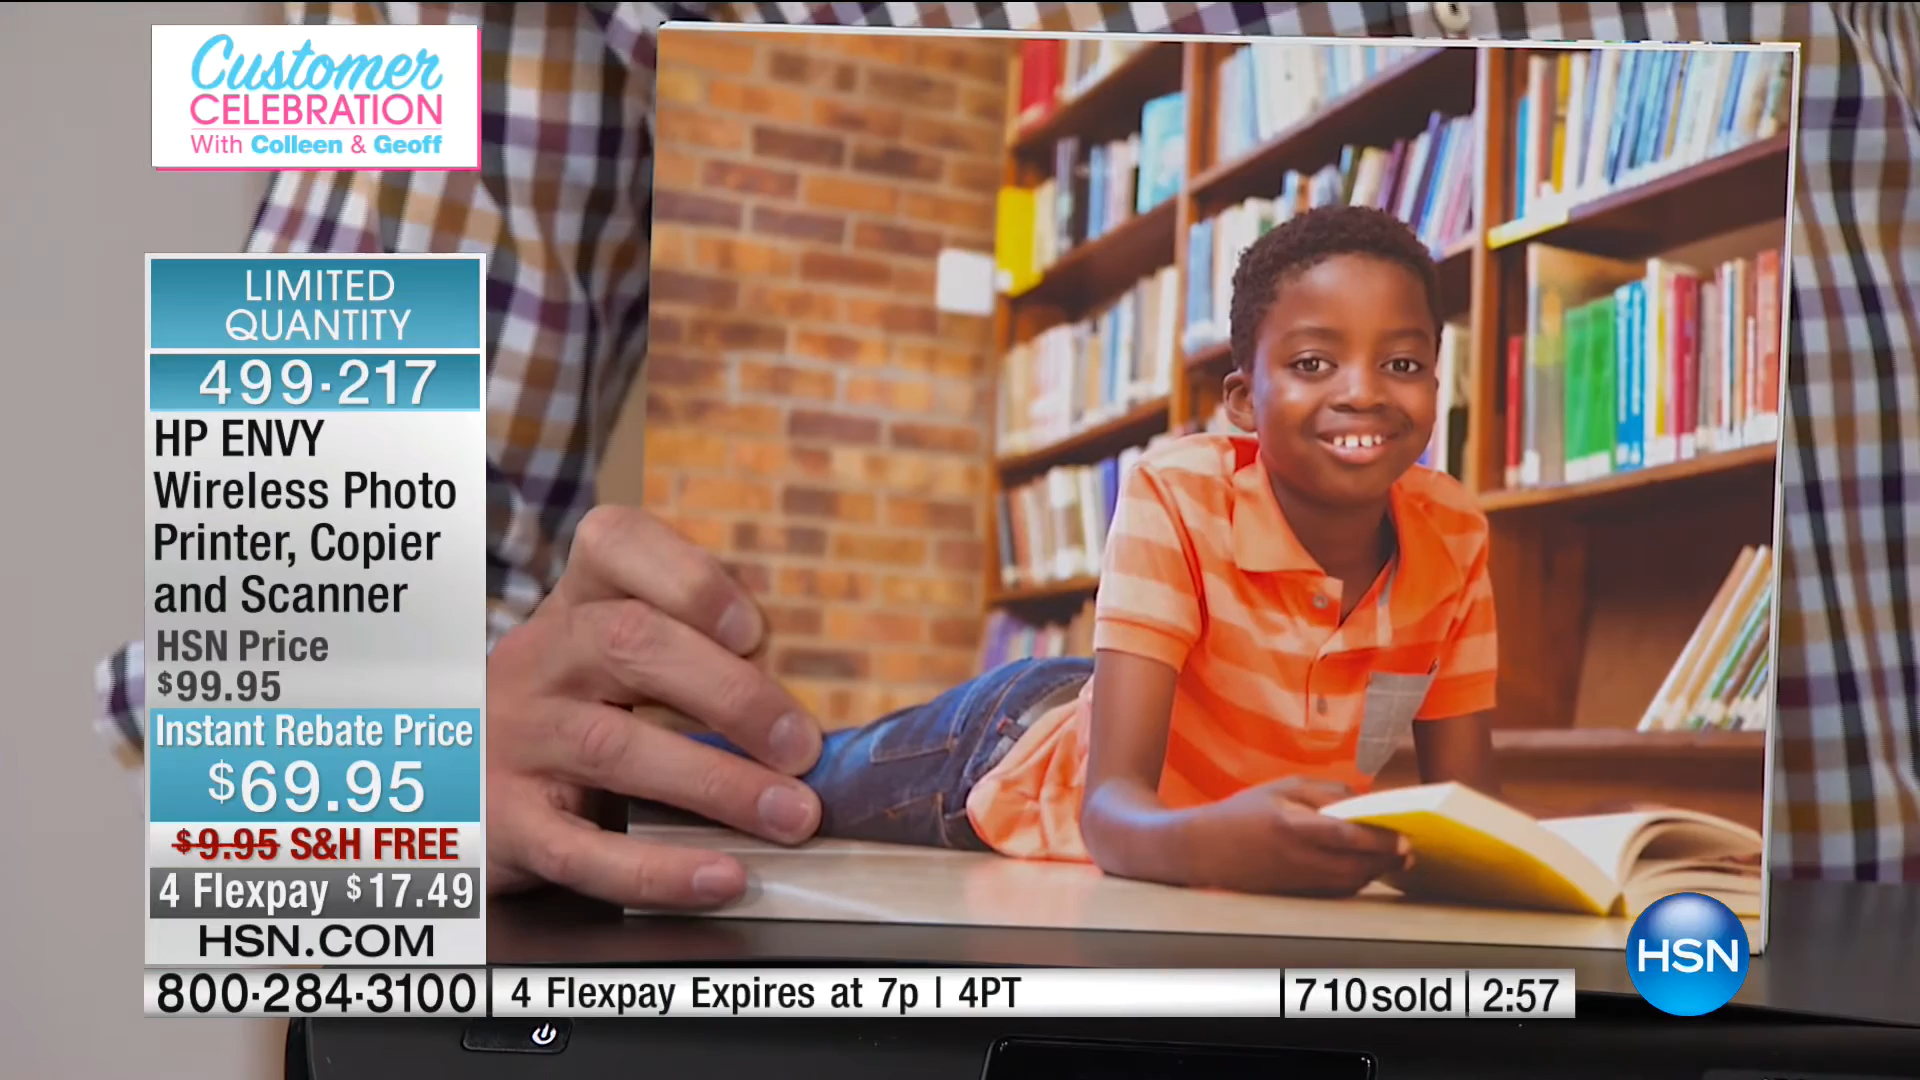 Customer
CELEBRATION
With Colleen & Geoff
LIMITED
QUANTITY
499·217
HP ENVY
Wireless Photo
Printer, Copier
and Scanner
HSN Price
$99.95
Instant Rebate Price
$69.95
$9.95 S&H FREE
4 Flexpay $17.49
HSN.COM
800·284·3100
4 Flexpay Expires at 7p | 4PT
710 sold | 2:57
HSN